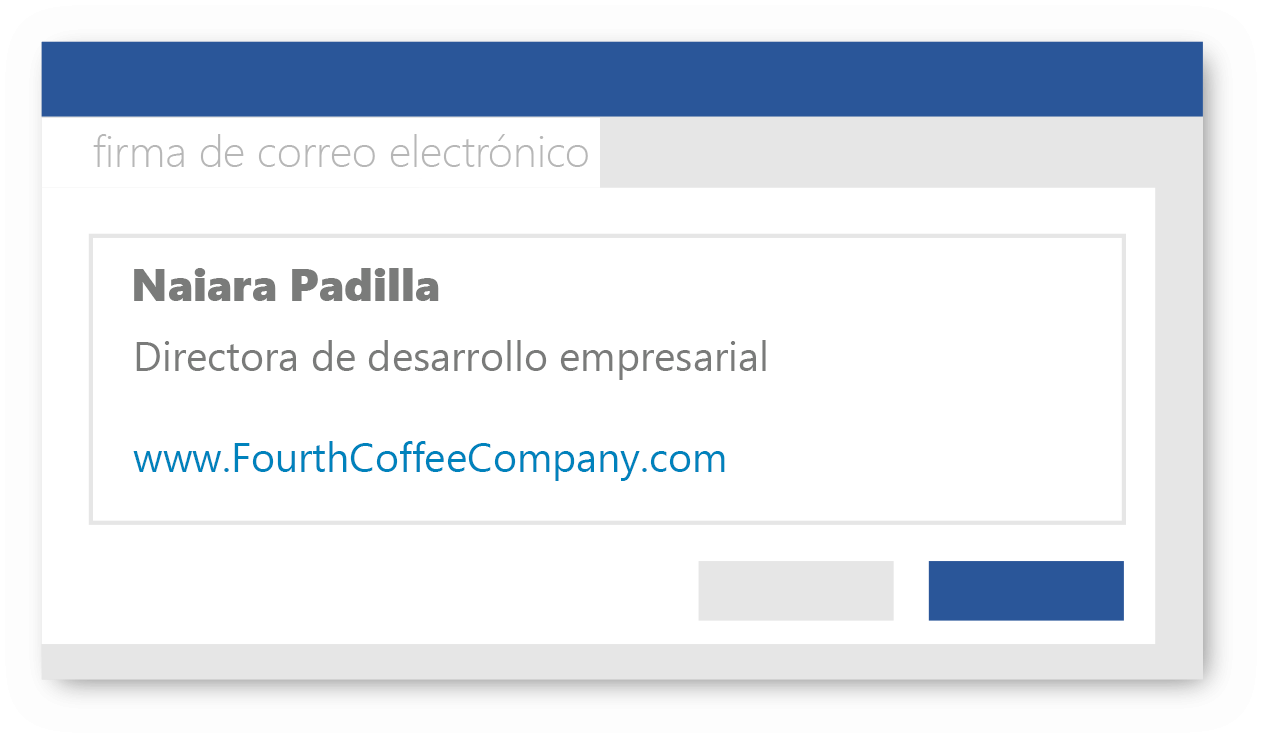 firma de correo electrónico
Naiara Padilla
Directora de desarrollo empresarial
www.FourthCoffeeCompany.com